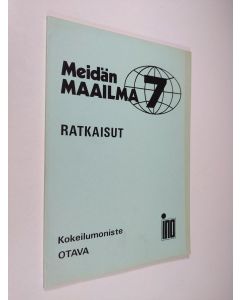 Meidän
MAAILMA 7
RATKAISUT
Kokeilumoniste
OTAVA